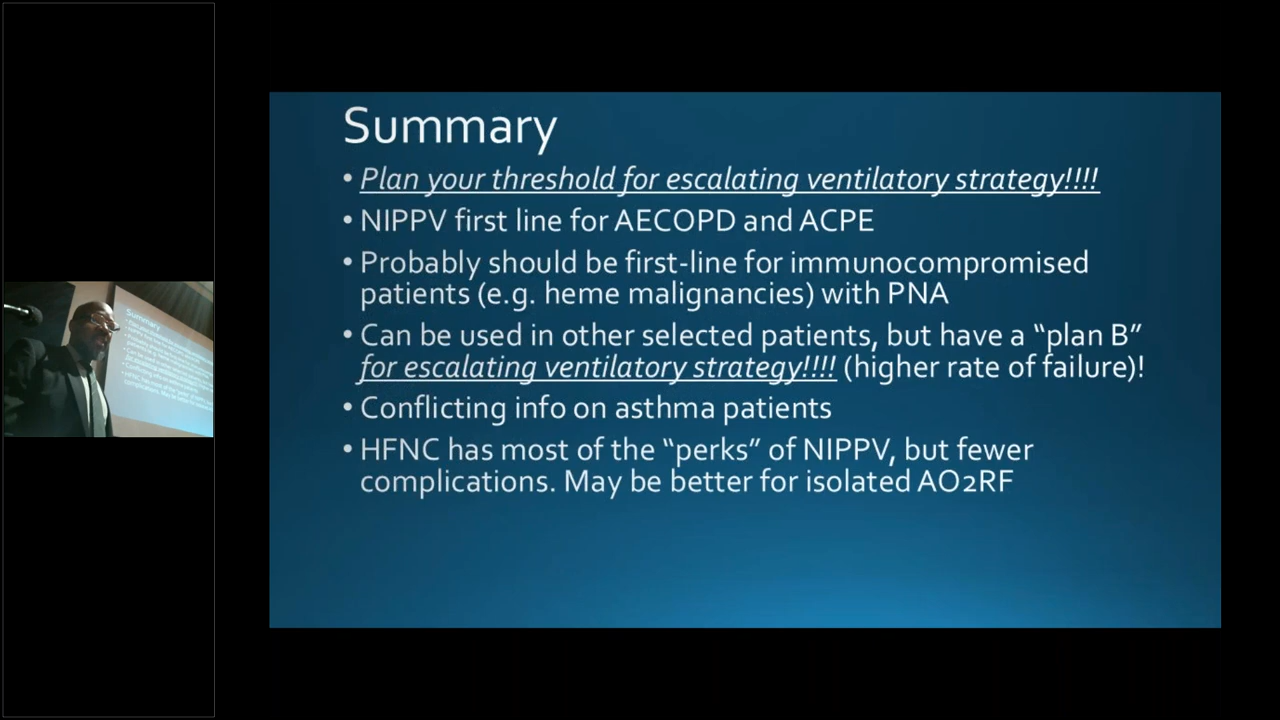 Summary
• Plan your threshold for escalating ventilatory strategy!!!!
• NIPPV first line for AECOPD and ACPE
• Probably should be first-line for immunocompromised
patients (e.g. heme malignancies) with PNA
• Can be used in other selected patients, but have a “plan B”
for escalating ventilatory strategy!!!! (higher rate of failure)!
• Conflicting info on asthma patients
• HFNC has most of the “perks” of NIPPV, but fewer
complications. May be better for isolated AO2RF
Summary